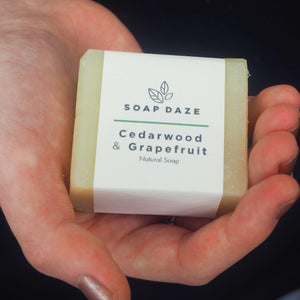 SOAP DAZE
Cedarwood
& Grapefruit
Natural Soap